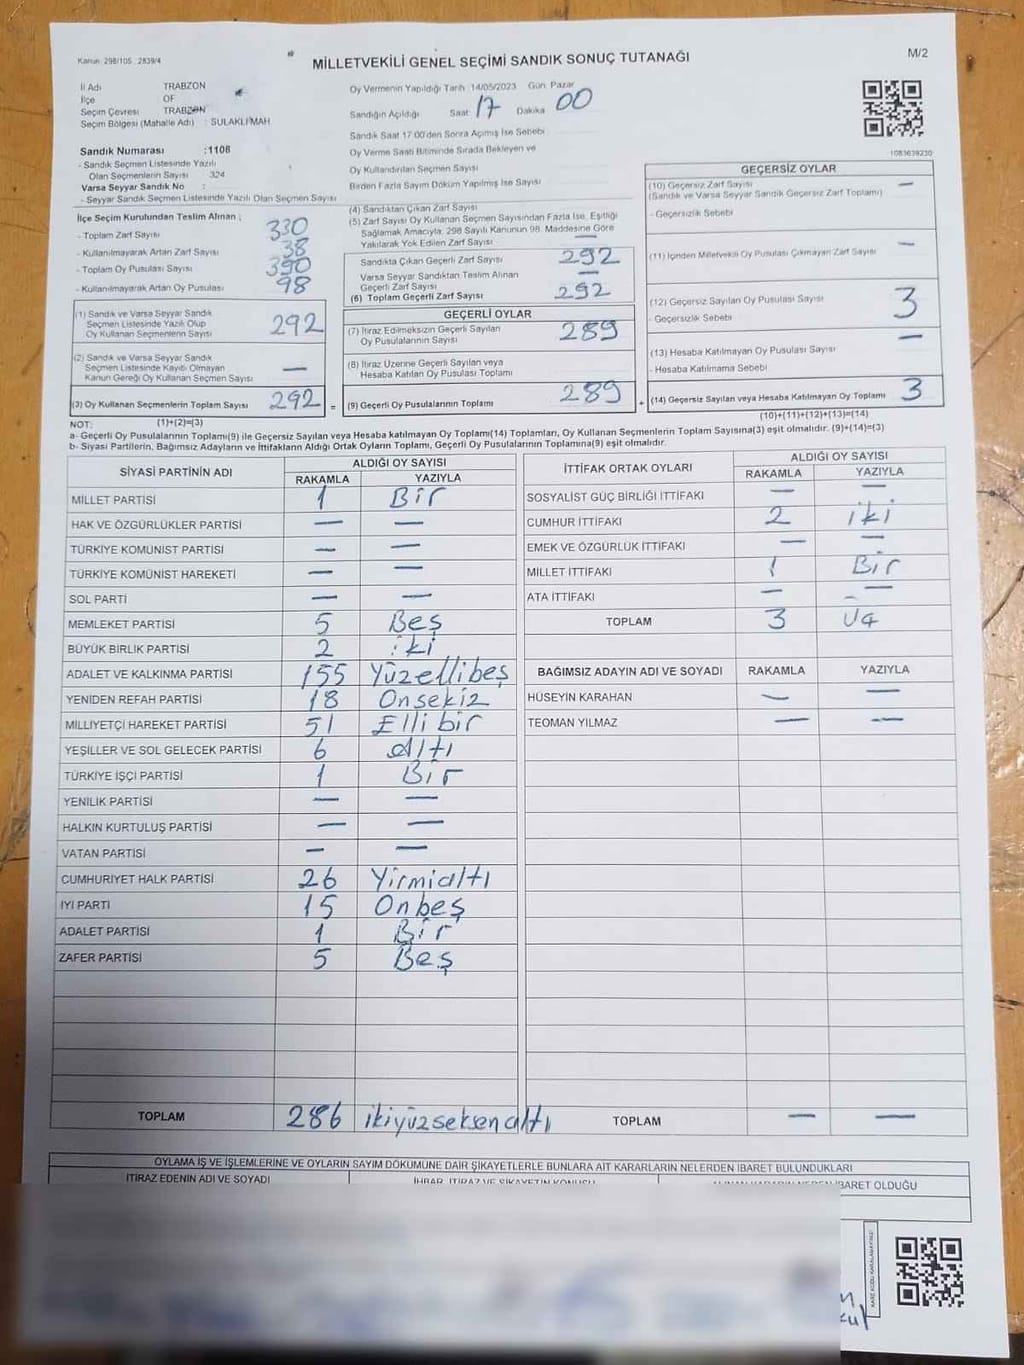 Kanun: 298/105 , 2839/4
MİLLETVEKİLİ GENEL SEÇİMİ SANDIK SONUÇ TUTANAĞI
M/2
İl Adı TRABZON
İlçe OF
Seçim Çevresi TRABZON
Seçim Bölgesi (Mahalle Adı) : SULAKLI MAH
Sandık Numarası :1108
- Sandık Seçmen Listesinde Yazılı
Olan Seçmenlerin Sayısı 324
Varsa Seyyar Sandık No :
- Seyyar Sandık Seçmen Listesinde Yazılı Olan Seçmen Sayısı
Oy Vermenin Yapıldığı Tarih 14/05/2023 Gün Pazar
Sandığın Açıldığı Saat 17 Dakika 00
Sandık Saat 17:00'den Sonra Açılmış İse Sebebi
Oy Verme Saati Bitiminde Sırada Bekleyen ve
Oy Kullandırılan Seçmen Sayısı
Birden Fazla Sayım Döküm Yapılmış İse Sayısı
1083639230
İlçe Seçim Kurulundan Teslim Alınan ;
- Toplam Zarf Sayısı 330
- Kullanılmayarak Artan Zarf Sayısı 38
- Toplam Oy Pusulası Sayısı 390
- Kullanılmayarak Artan Oy Pusulası 98
(1) Sandık ve Varsa Seyyar Sandık
Seçmen Listesinde Yazılı Olup
Oy Kullanan Seçmenlerin Sayısı 292
(2) Sandık ve Varsa Seyyar Sandık
Seçmen Listesinde Kaydı Olmayan
Kanun Gereği Oy Kullanan Seçmen Sayısı —
(3) Oy Kullanan Seçmenlerin Toplam Sayısı 292 =
(4) Sandıktan Çıkan Zarf Sayısı
(5) Zarf Sayısı Oy Kullanan Seçmen Sayısından Fazla İse, Eşitliği
Sağlamak Amacıyla, 298 Sayılı Kanunun 98. Maddesine Göre
Yakılarak Yok Edilen Zarf Sayısı —
Sandıkta Çıkan Geçerli Zarf Sayısı 292
Varsa Seyyar Sandıktan Teslim Alınan
Geçerli Zarf Sayısı —
(6) Toplam Geçerli Zarf Sayısı 292
GEÇERLİ OYLAR
(7) İtiraz Edilmeksizin Geçerli Sayılan
Oy Pusulalarının Sayısı 289
(8) İtiraz Üzerine Geçerli Sayılan veya
Hesaba Katılan Oy Pusulası Toplamı
(9) Geçerli Oy Pusulalarının Toplamı 289 +
GEÇERSİZ OYLAR
(10) Geçersiz Zarf Sayısı —
(Sandık ve Varsa Seyyar Sandık Geçersiz Zarf Toplamı)
- Geçersizlik Sebebi
(11) İçinden Milletvekili Oy Pusulası Çıkmayan Zarf Sayısı —
(12) Geçersiz Sayılan Oy Pusulası Sayısı 3
- Geçersizlik Sebebi
(13) Hesaba Katılmayan Oy Pusulası Sayısı —
- Hesaba Katılmama Sebebi
(14) Geçersiz Sayılan veya Hesaba Katılmayan Oy Toplamı 3
NOT: (1)+(2)=(3) (10)+(11)+(12)+(13)=(14)
a- Geçerli Oy Pusulalarının Toplamı(9) ile Geçersiz Sayılan veya Hesaba katılmayan Oy Toplamı(14) Toplamları, Oy Kullanan Seçmenlerin Toplam Sayısına(3) eşit olmalıdır. (9)+(14)=(3)
b- Siyasi Partilerin, Bağımsız Adayların ve İttifakların Aldığı Ortak Oyların Toplamı, Geçerli Oy Pusulalarının Toplamına(9) eşit olmalıdır.
SİYASİ PARTİNİN ADI ALDIĞI OY SAYISI
RAKAMLA YAZIYLA
MİLLET PARTİSİ 1 Bir
HAK VE ÖZGÜRLÜKLER PARTİSİ — —
TÜRKİYE KOMÜNİST PARTİSİ — —
TÜRKİYE KOMÜNİST HAREKETİ — —
SOL PARTİ — —
MEMLEKET PARTİSİ 5 Beş
BÜYÜK BİRLİK PARTİSİ 2 iki
ADALET VE KALKINMA PARTİSİ 155 Yüzellibeş
YENİDEN REFAH PARTİSİ 18 Onsekiz
MİLLİYETÇİ HAREKET PARTİSİ 51 Ellibir
YEŞİLLER VE SOL GELECEK PARTİSİ 6 Altı
TÜRKİYE İŞÇİ PARTİSİ 1 Bir
YENİLİK PARTİSİ — —
HALKIN KURTULUŞ PARTİSİ — —
VATAN PARTİSİ — —
CUMHURİYET HALK PARTİSİ 26 Yirmialtı
İYİ PARTİ 15 Onbeş
ADALET PARTİSİ 1 Bir
ZAFER PARTİSİ 5 Beş
TOPLAM 286 ikiyüzseksenaltı
İTTİFAK ORTAK OYLARI ALDIĞI OY SAYISI
RAKAMLA YAZIYLA
SOSYALİST GÜÇ BİRLİĞİ İTTİFAKI — —
CUMHUR İTTİFAKI 2 iki
EMEK VE ÖZGÜRLÜK İTTİFAKI — —
MİLLET İTTİFAKI 1 Bir
ATA İTTİFAKI — —
TOPLAM 3 Üç
BAĞIMSIZ ADAYIN ADI VE SOYADI RAKAMLA YAZIYLA
HÜSEYİN KARAHAN — —
TEOMAN YILMAZ — —
TOPLAM — —
OYLAMA İŞ VE İŞLEMLERİNE VE OYLARIN SAYIM DÖKÜMÜNE DAİR ŞİKAYETLERLE BUNLARA AİT KARARLARIN NELERDEN İBARET BULUNDUKLARI
İTİRAZ EDENİN ADI VE SOYADI İHBAR, İTİRAZ VE ŞİKAYETİN KONUSU İBARET OLDUĞU